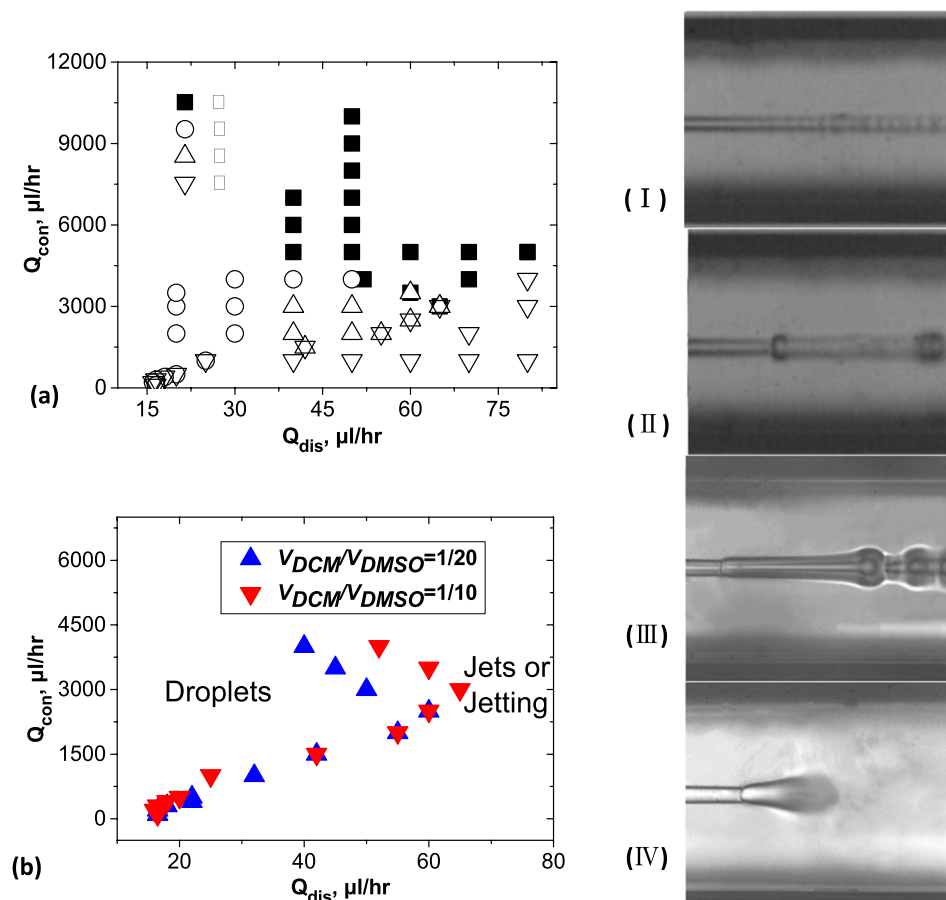 12000
9000
6000
3000
0
Q_con, µl/hr
15 30 45 60 75
Q_dis, µl/hr
(a)
(I)
(II)
(III)
(IV)
V_DCM/V_DMSO=1/20
V_DCM/V_DMSO=1/10
6000
4500
3000
1500
0
Q_con, µl/hr
Droplets
Jets or
Jetting
20 40 60 80
Q_dis, µl/hr
(b)